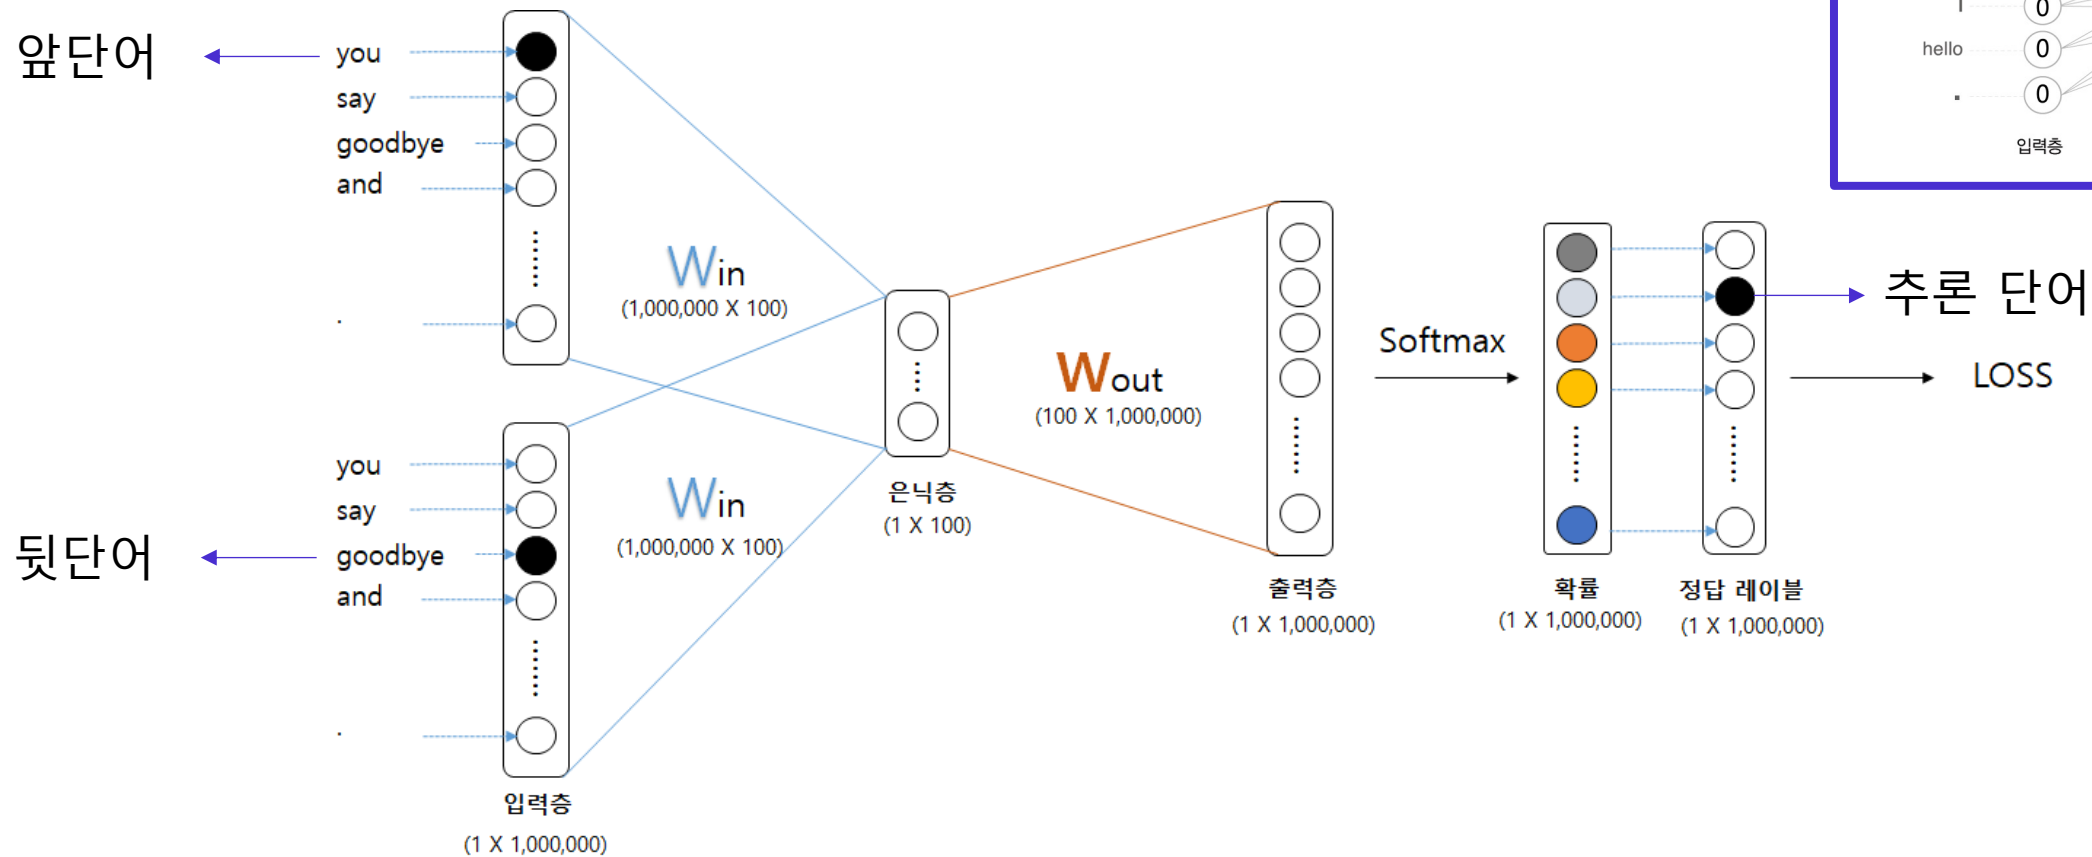 앞단어
you
say
goodbye
and
.
Win
(1,000,000 X 100)
뒷단어
you
say
goodbye
and
.
Win
(1,000,000 X 100)
입력층
(1 X 1,000,000)
은닉층
(1 X 100)
Wout
(100 X 1,000,000)
출력층
(1 X 1,000,000)
Softmax
확률
(1 X 1,000,000)
정답 레이블
(1 X 1,000,000)
추론 단어
LOSS
0
hello 0
. 0
입력층